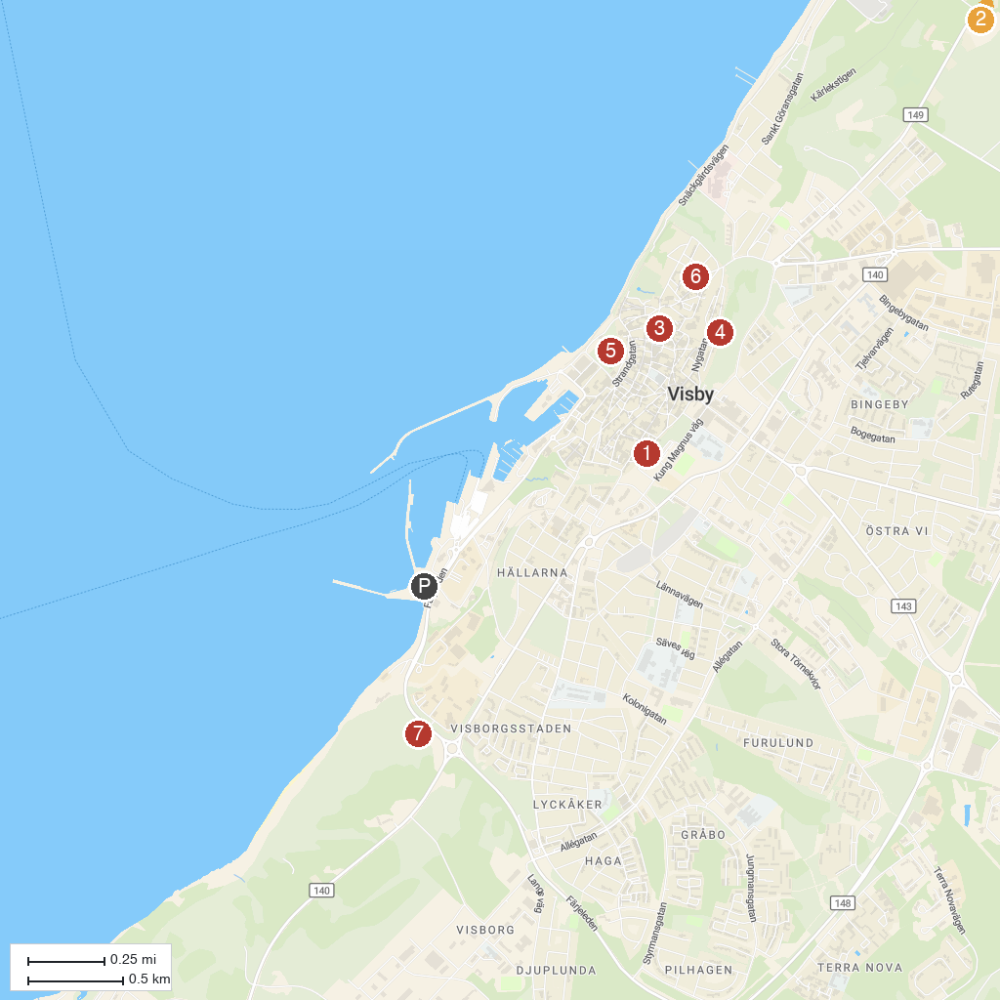 2
Kärlekstigen
Sankt Göransgatan
149
Snäckgärdsvägen
6
140
Bingebygatan
3
4
5
Tjelvarvägen
Strandgatan
Nygatan
Rutegatan
Visby
BINGEBY
Kung Magnus väg
Bogegatan
1
ÖSTRA VI
HÄLLARNA
P
Lännavägen
143
Säves väg
Allégatan
Stora Törnekvior
Kolonigatan
7
VISBORGSSTADEN
FURULUND
LYCKÅKER
GRÅBO
Allégatan
HAGA
Jungmansgatan
140
Terra Novavägen
148
Färjeleden
Styrmansgatan
VISBORG
0.25 mi
0.5 km
DJUPLUNDA
PILHAGEN
TERRA NOVA